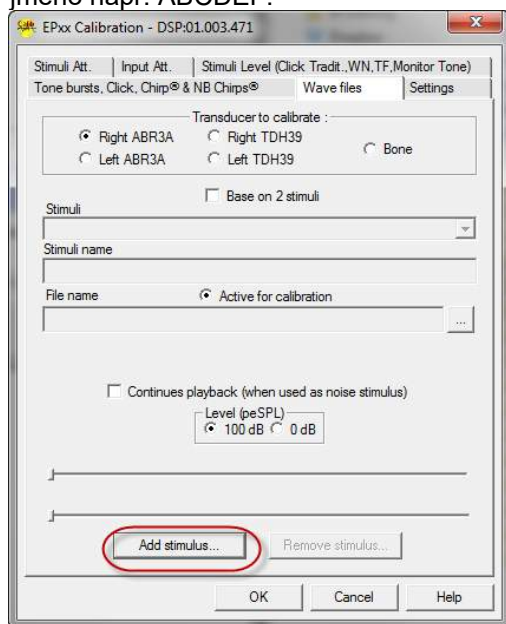 jméno např. ABCDEF.
EPxx Calibration - DSP:01.003.471
Stimuli Att. Input Att. Stimuli Level (Click Tradit.,WN,TF,Monitor Tone)
Tone bursts, Click, Chirp® & NB Chirps® Wave files Settings
Transducer to calibrate :
Right ABR3A Right TDH39
Bone
Left ABR3A Left TDH39
Base on 2 stimuli
Stimuli
Stimuli name
File name Active for calibration
...
Continues playback (when used as noise stimulus)
Level (peSPL)
100 dB 0 dB
Add stimulus... Remove stimulus...
OK Cancel Help